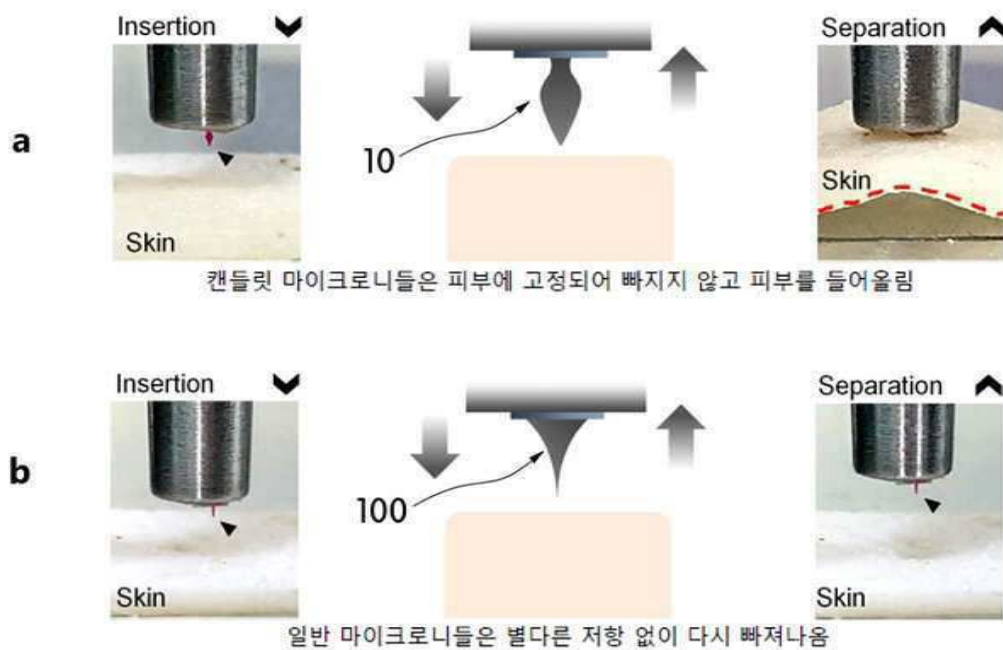 Insertion
Separation
a
10
Skin
Skin
캔들릿 마이크로니들은 피부에 고정되어 빠지지 않고 피부를 들어올림
Insertion
Separation
b
100
Skin
Skin
일반 마이크로니들은 별다른 저항 없이 다시 빠져나옴